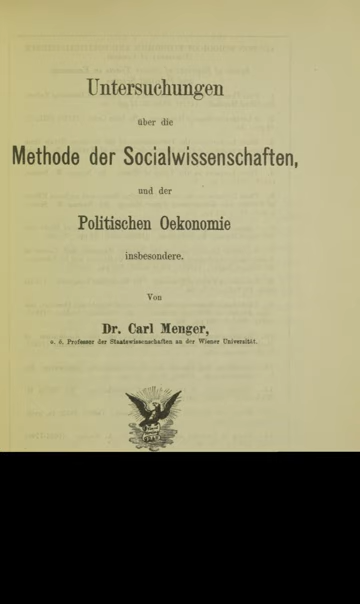 Untersuchungen
über die
Methode der Socialwissenschaften,
und der
Politischen Oekonomie
insbesondere.
Von
Dr. Carl Menger,
o. ö. Professor der Staatswissenschaften an der Wiener Universität.